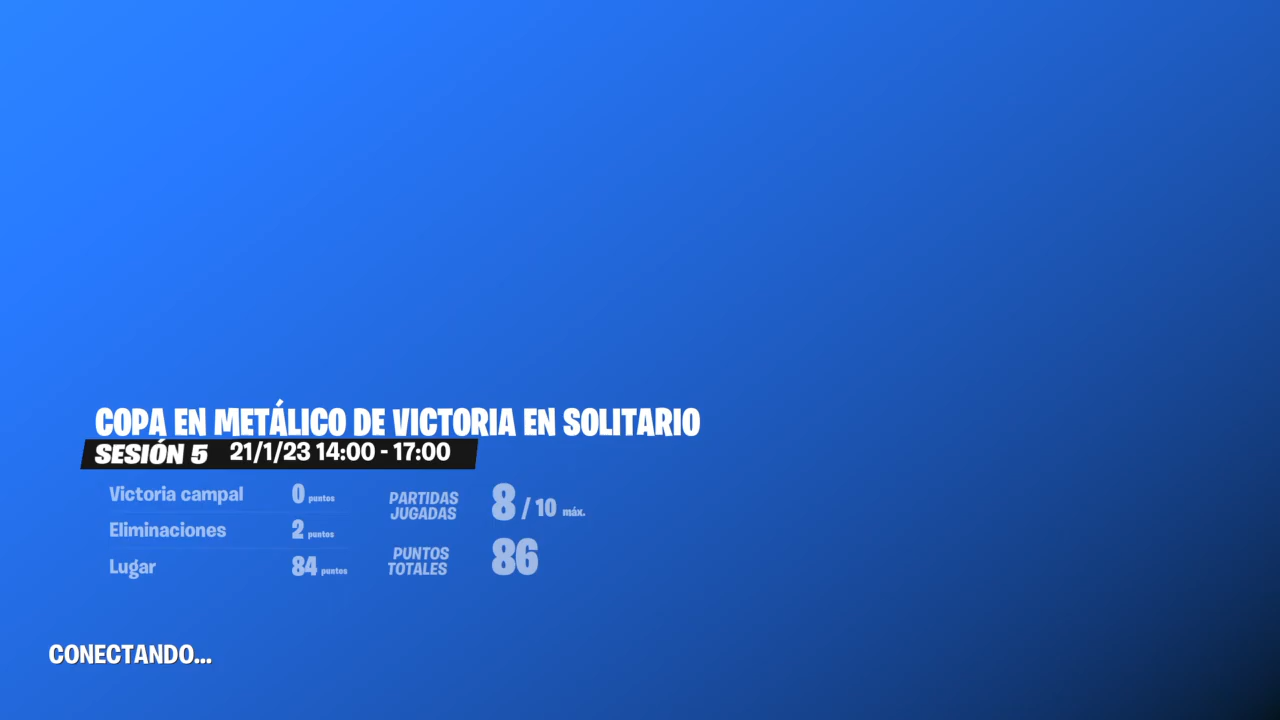 COPA EN METÁLICO DE VICTORIA EN SOLITARIO
SESIÓN 5 21/1/23 14:00 - 17:00
Victoria campal 0 puntos
Eliminaciones 2 puntos
Lugar 84 puntos
PARTIDAS
JUGADAS 8 / 10 máx.
PUNTOS
TOTALES 86
CONECTANDO...